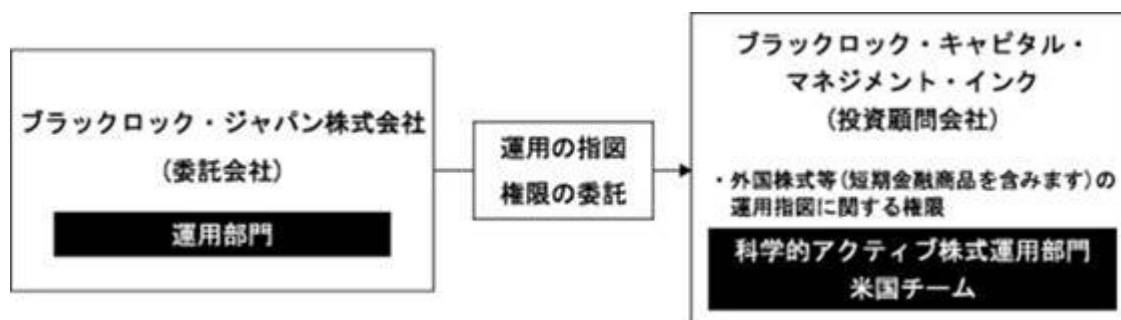 ブラックロック・ジャパン株式会社
(委託会社)
運用部門
運用の指図
権限の委託
ブラックロック・キャピタル・
マネジメント・インク
(投資顧問会社)
・外国株式等(短期金融商品を含みます)の
運用指図に関する権限
科学的アクティブ株式運用部門
米国チーム